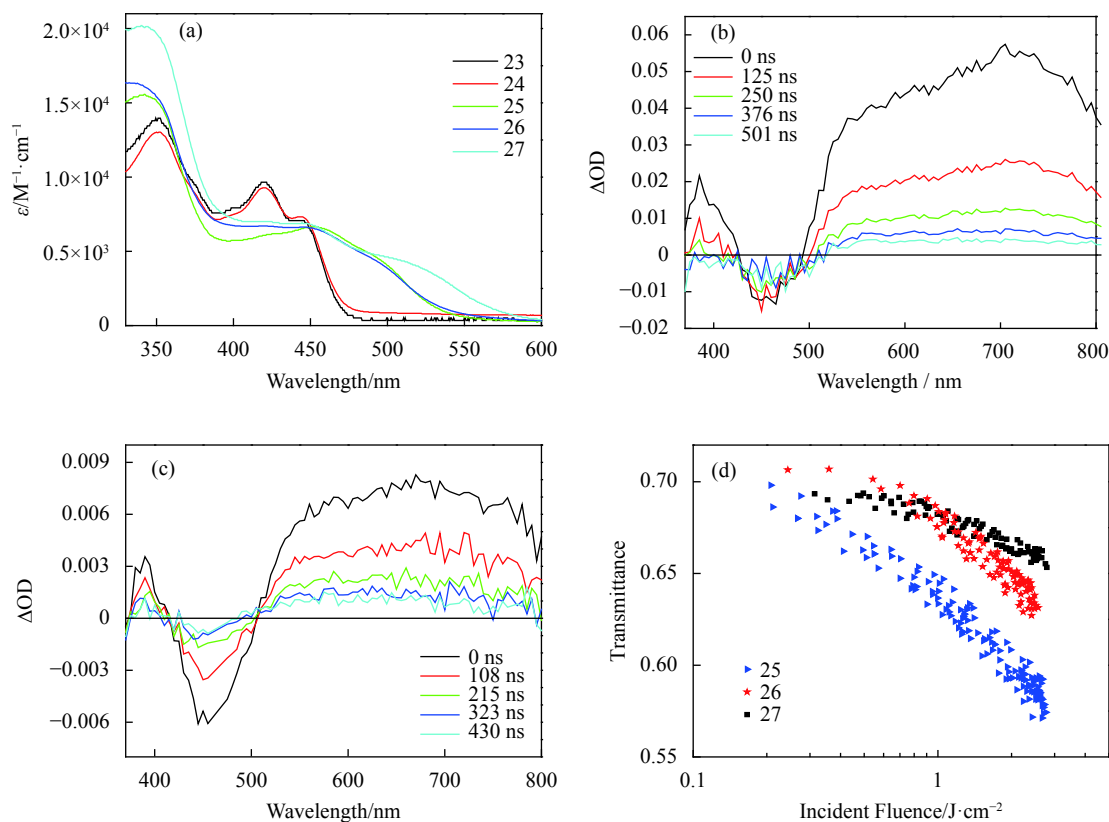 (a)
2.0×10⁴
1.5×10⁴
1.0×10⁴
5.0×10³
0
ε/M⁻¹·cm⁻¹
23
24
25
26
27
350 400 450 500 550 600
Wavelength/nm
(b)
0.06
0.05
0.04
0.03
0.02
0.01
0
−0.01
−0.02
ΔOD
0 ns
125 ns
250 ns
376 ns
501 ns
400 500 600 700 800
Wavelength / nm
(c)
0.009
0.006
0.003
0
−0.003
−0.006
ΔOD
0 ns
108 ns
215 ns
323 ns
430 ns
400 500 600 700 800
Wavelength/nm
(d)
0.70
0.65
0.60
0.55
Transmittance
25
26
27
0.1 1
Incident Fluence/J·cm⁻²